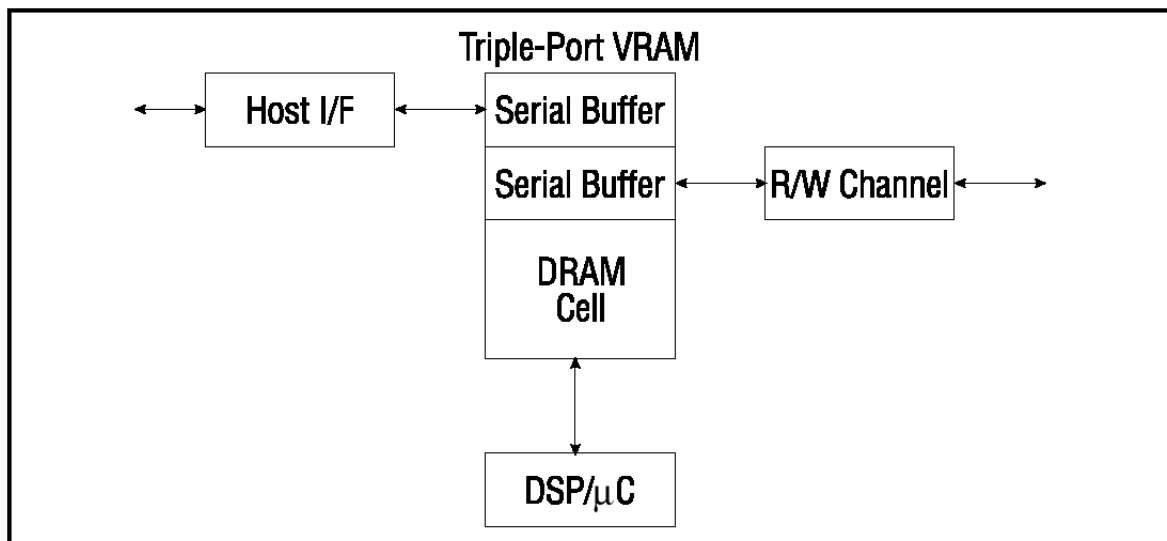 Triple-Port VRAM
Host I/F
Serial Buffer
Serial Buffer
R/W Channel
DRAM
Cell
DSP/μC